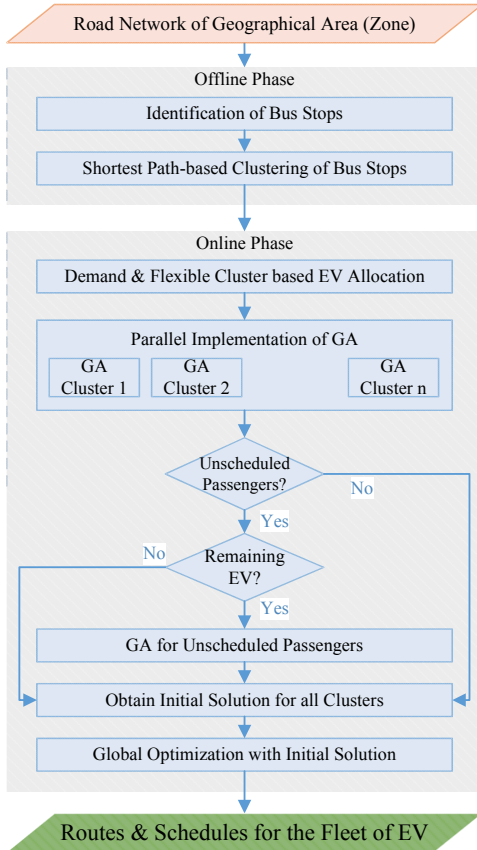 Road Network of Geographical Area (Zone)
Offline Phase
Identification of Bus Stops
Shortest Path-based Clustering of Bus Stops
Online Phase
Demand & Flexible Cluster based EV Allocation
Parallel Implementation of GA
GA
Cluster 1
GA
Cluster 2
GA
Cluster n
Unscheduled
Passengers?
No
Yes
Remaining
EV?
No
Yes
GA for Unscheduled Passengers
Obtain Initial Solution for all Clusters
Global Optimization with Initial Solution
Routes & Schedules for the Fleet of EV